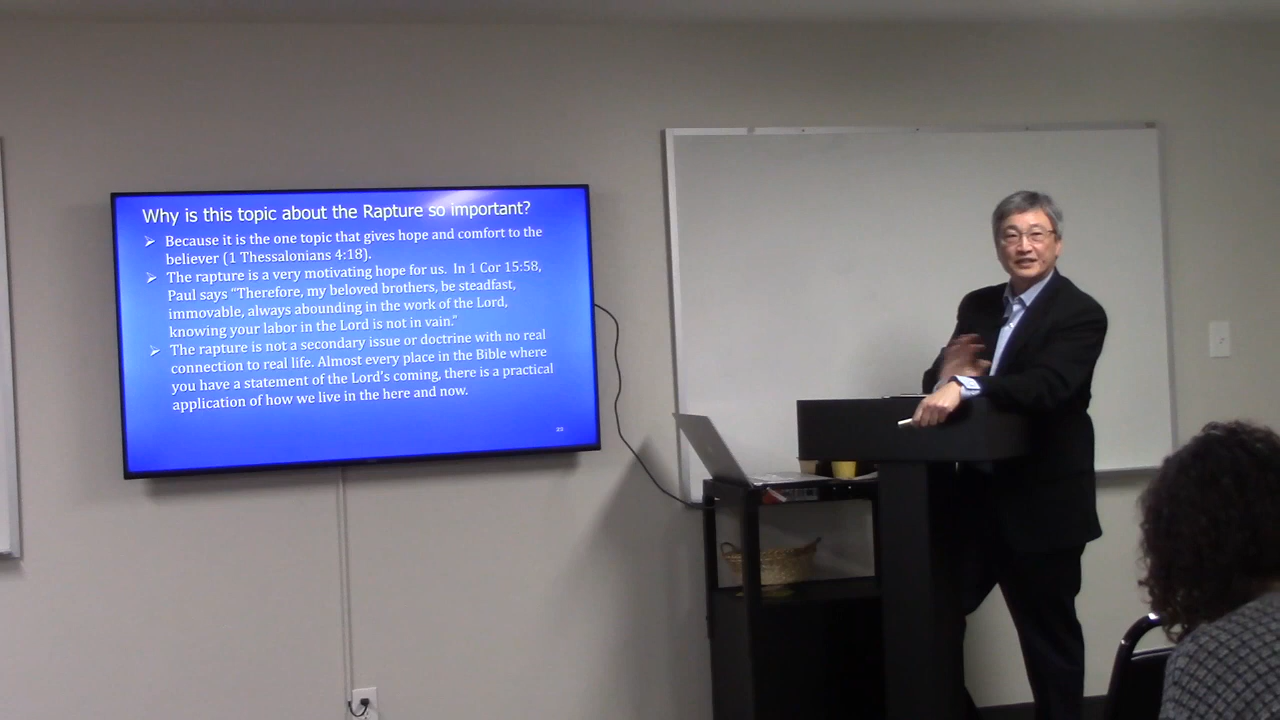 Why is this topic about the Rapture so important?
➢ Because it is the one topic that gives hope and comfort to the
believer (1 Thessalonians 4:18).
➢ The rapture is a very motivating hope for us. In 1 Cor 15:58,
Paul says “Therefore, my beloved brothers, be steadfast,
immovable, always abounding in the work of the Lord,
knowing your labor in the Lord is not in vain.”
➢ The rapture is not a secondary issue or doctrine with no real
connection to real life. Almost every place in the Bible where
you have a statement of the Lord's coming, there is a practical
application of how we live in the here and now.